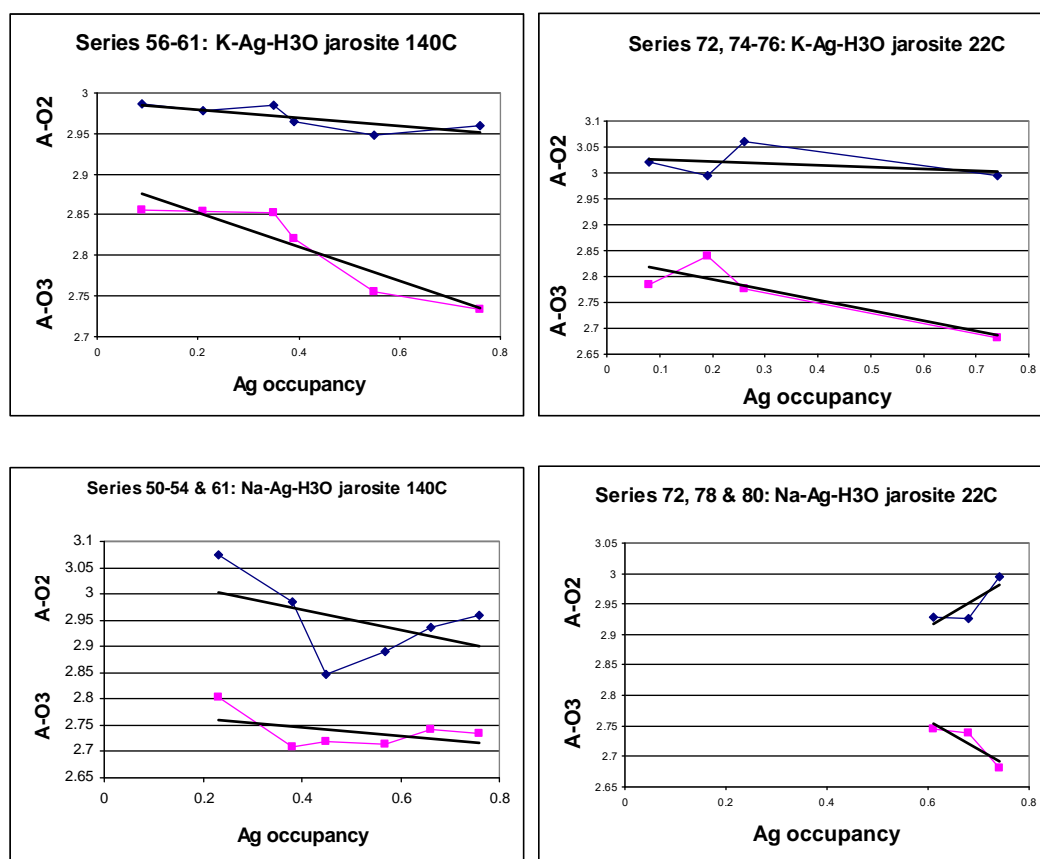 Series 56-61: K-Ag-H3O jarosite 140C
A-O2
A-O3
3
2.95
2.9
2.85
2.8
2.75
2.7
0 0.2 0.4 0.6 0.8
Ag occupancy
Series 72, 74-76: K-Ag-H3O jarosite 22C
A-O2
A-O3
3.1
3.05
3
2.95
2.9
2.85
2.8
2.75
2.7
2.65
0 0.1 0.2 0.3 0.4 0.5 0.6 0.7 0.8
Ag occupancy
Series 50-54 & 61: Na-Ag-H3O jarosite 140C
A-O2
A-O3
3.1
3.05
3
2.95
2.9
2.85
2.8
2.75
2.7
2.65
0 0.2 0.4 0.6 0.8
Ag occupancy
Series 72, 78 & 80: Na-Ag-H3O jarosite 22C
A-O2
A-O3
3.05
3
2.95
2.9
2.85
2.8
2.75
2.7
2.65
0 0.2 0.4 0.6 0.8
Ag occupancy